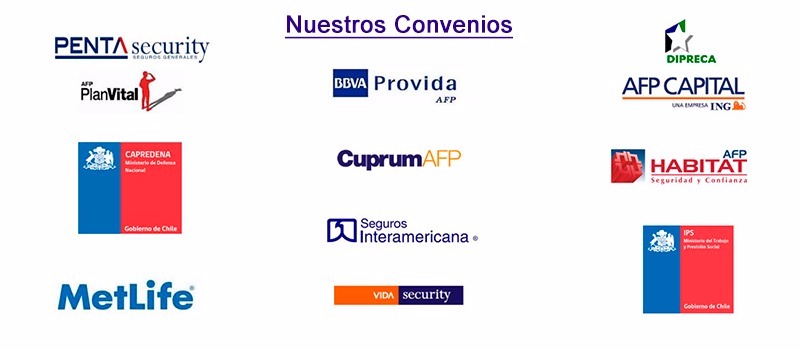 Nuestros Convenios
PENTA security
SEGUROS GENERALES
AFP
PlanVital
CAPREDENA
Ministerio de Defensa
Nacional
Gobierno de Chile
MetLife®
BBVA Provida
AFP
CuprumAFP
Seguros
Interamericana ®
VIDA security
DIPRECA
AFP CAPITAL
UNA EMPRESA ING
AFP
HABITAT
Seguridad y Confianza
IPS
Ministerio del Trabajo
y Previsión Social
Gobierno de Chile